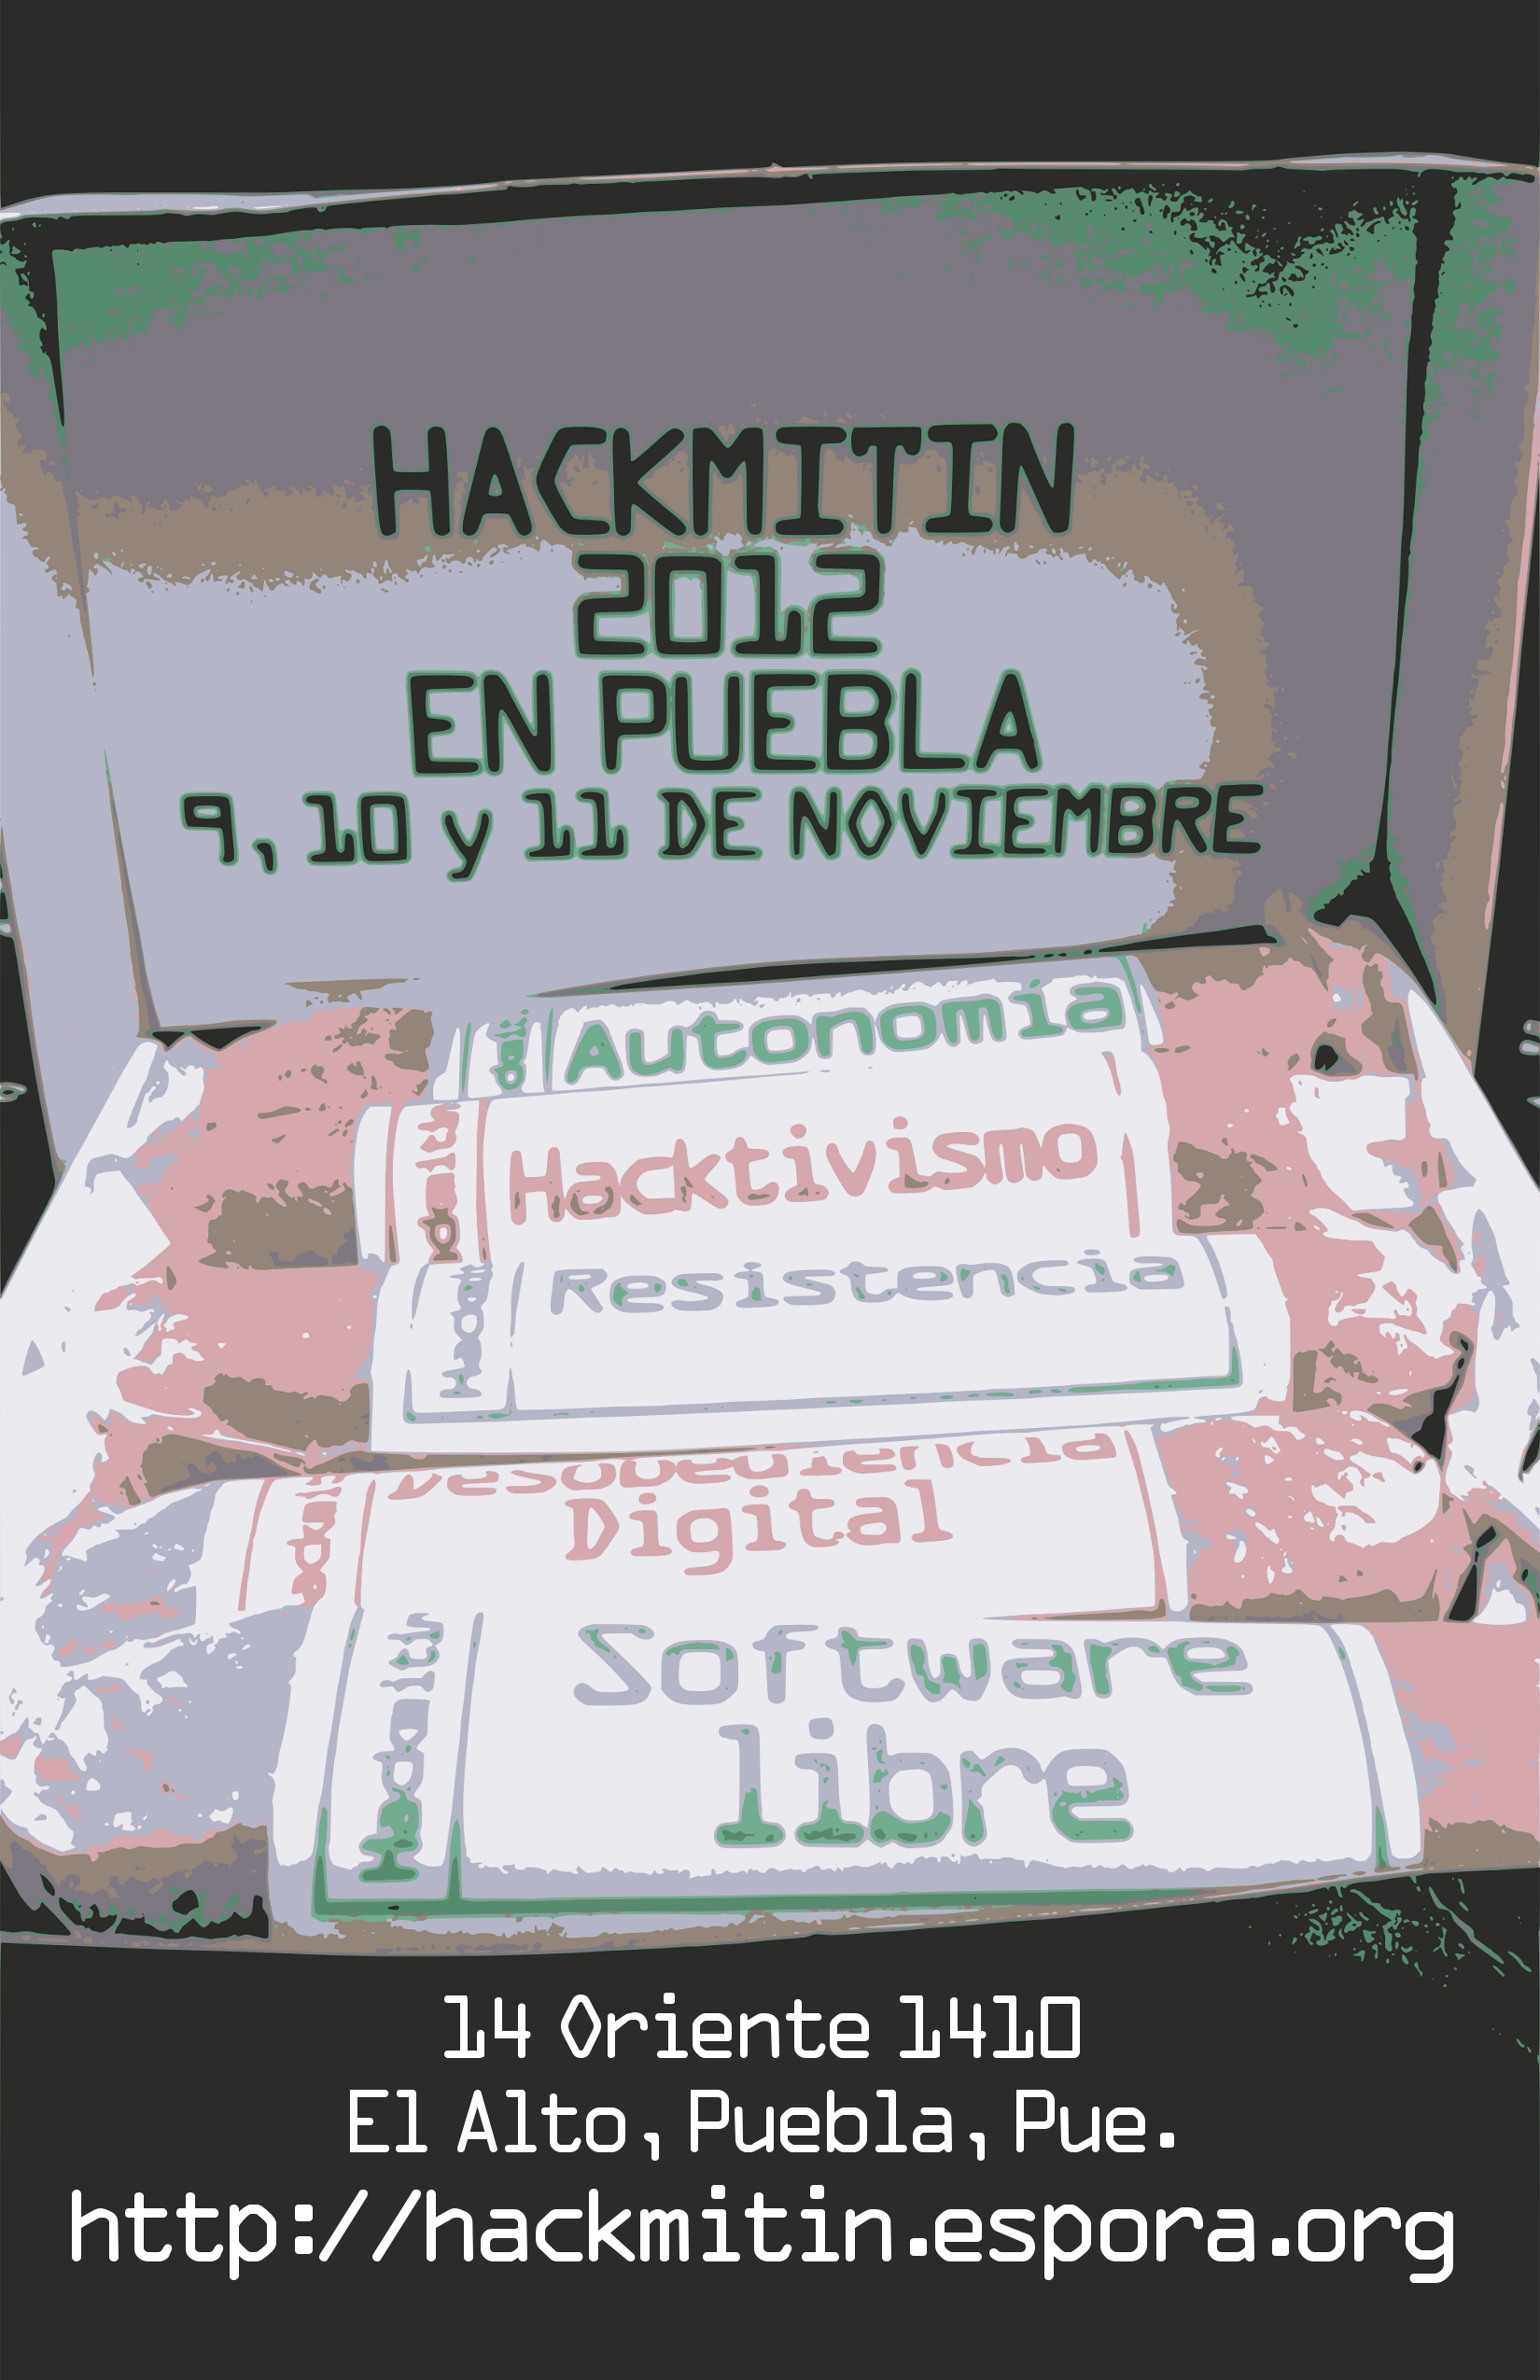 HACKMITIN
2012
EN PUEBLA
9, 10 y 11 DE NOVIEMBRE
Autonomia
Hacktivismo
Resistencia
Desobediencia
Digital
Software
libre
14 Oriente 1410
El Alto, Puebla, Pue.
http://hackmitin.espora.org